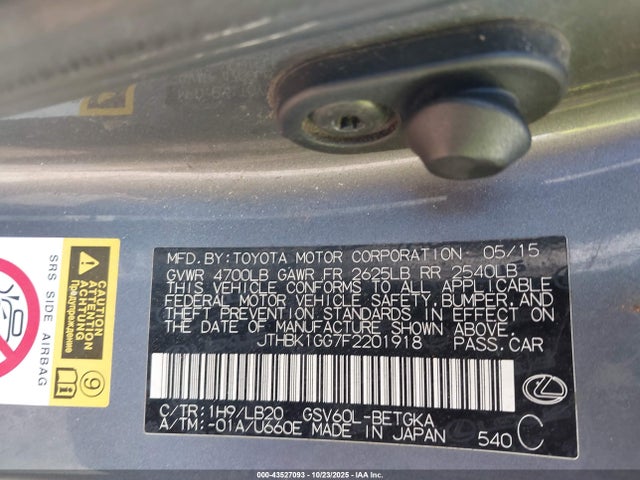 MFD.BY:TOYOTA MOTOR CORPORATION 05/15
GVWR 4700LB GAWR FR 2625LB RR 2540LB
THIS VEHICLE CONFORMS TO ALL APPLICABLE
FEDERAL MOTOR VEHICLE SAFETY, BUMPER, AND
THEFT PREVENTION STANDARDS IN EFFECT ON
THE DATE OF MANUFACTURE SHOWN ABOVE.
JTHBK1GG7F2201918 PASS.CAR
C/TR:1H9/LB20 GSV60L-BETGKA
A/TM:-01A/U660E MADE IN JAPAN 540 C
SRS SIDE AIRBAG
Предупреждение
9
000-43527093 - 10/23/2025 - IAA Inc.